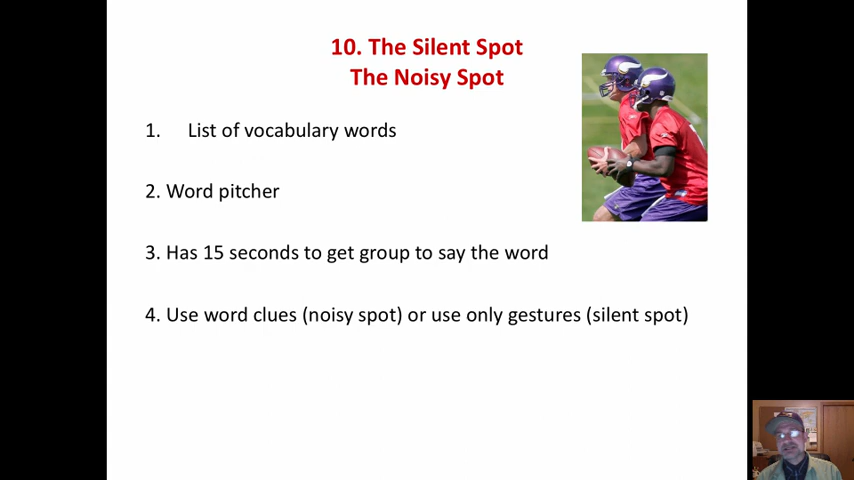 10. The Silent Spot
The Noisy Spot
1. List of vocabulary words
2. Word pitcher
3. Has 15 seconds to get group to say the word
4. Use word clues (noisy spot) or use only gestures (silent spot)